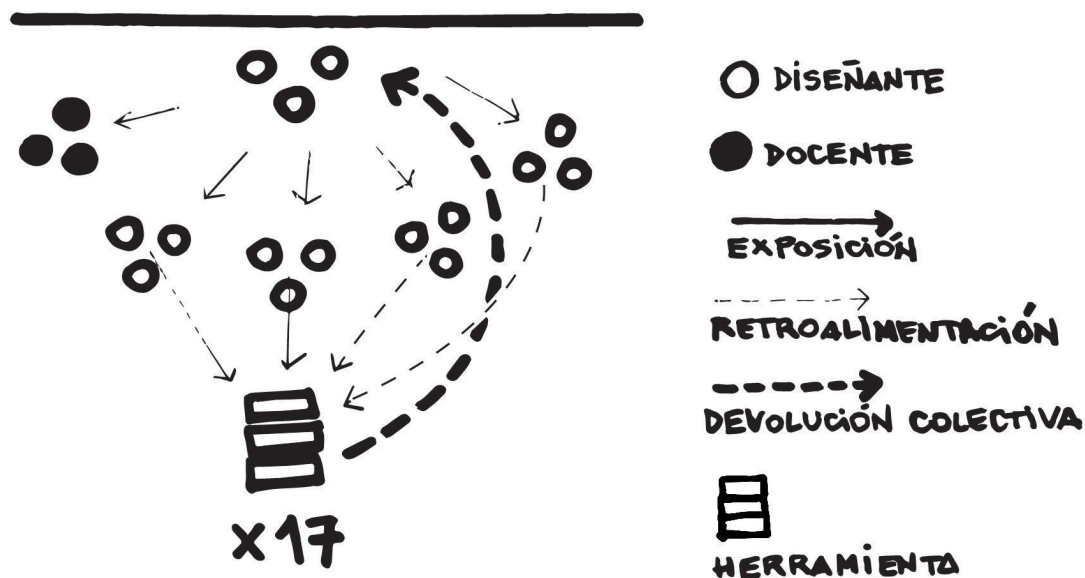 DISEÑANTE
DOCENTE
EXPOSICIÓN
RETROALIMENTACIÓN
DEVOLUCIÓN COLECTIVA
HERRAMIENTA
X17